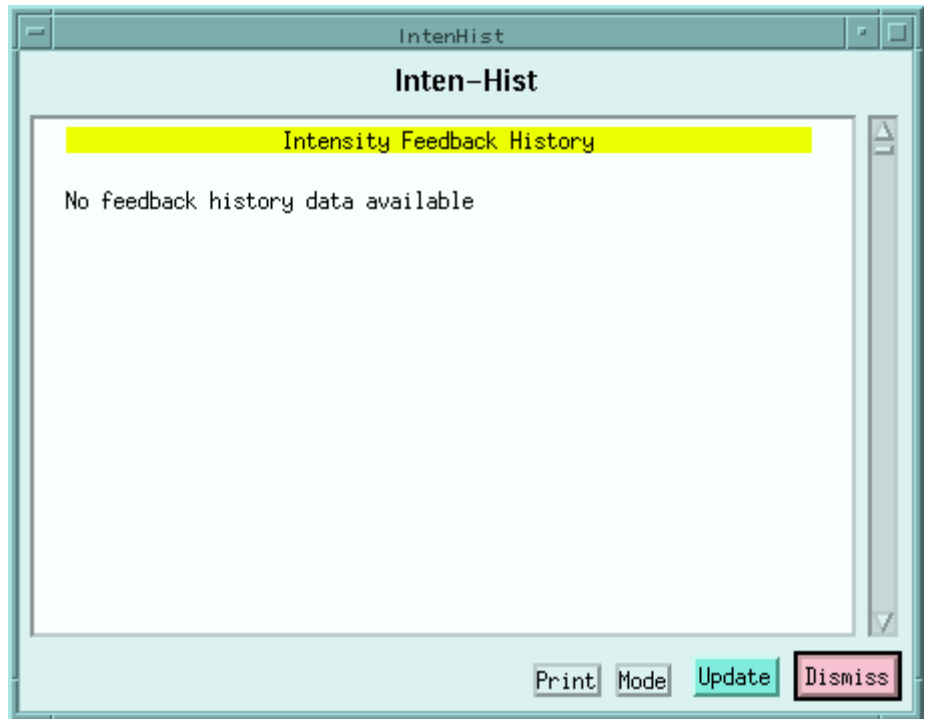 IntenHist
Inten-Hist
Intensity Feedback History
No feedback history data available
Print Mode Update Dismiss